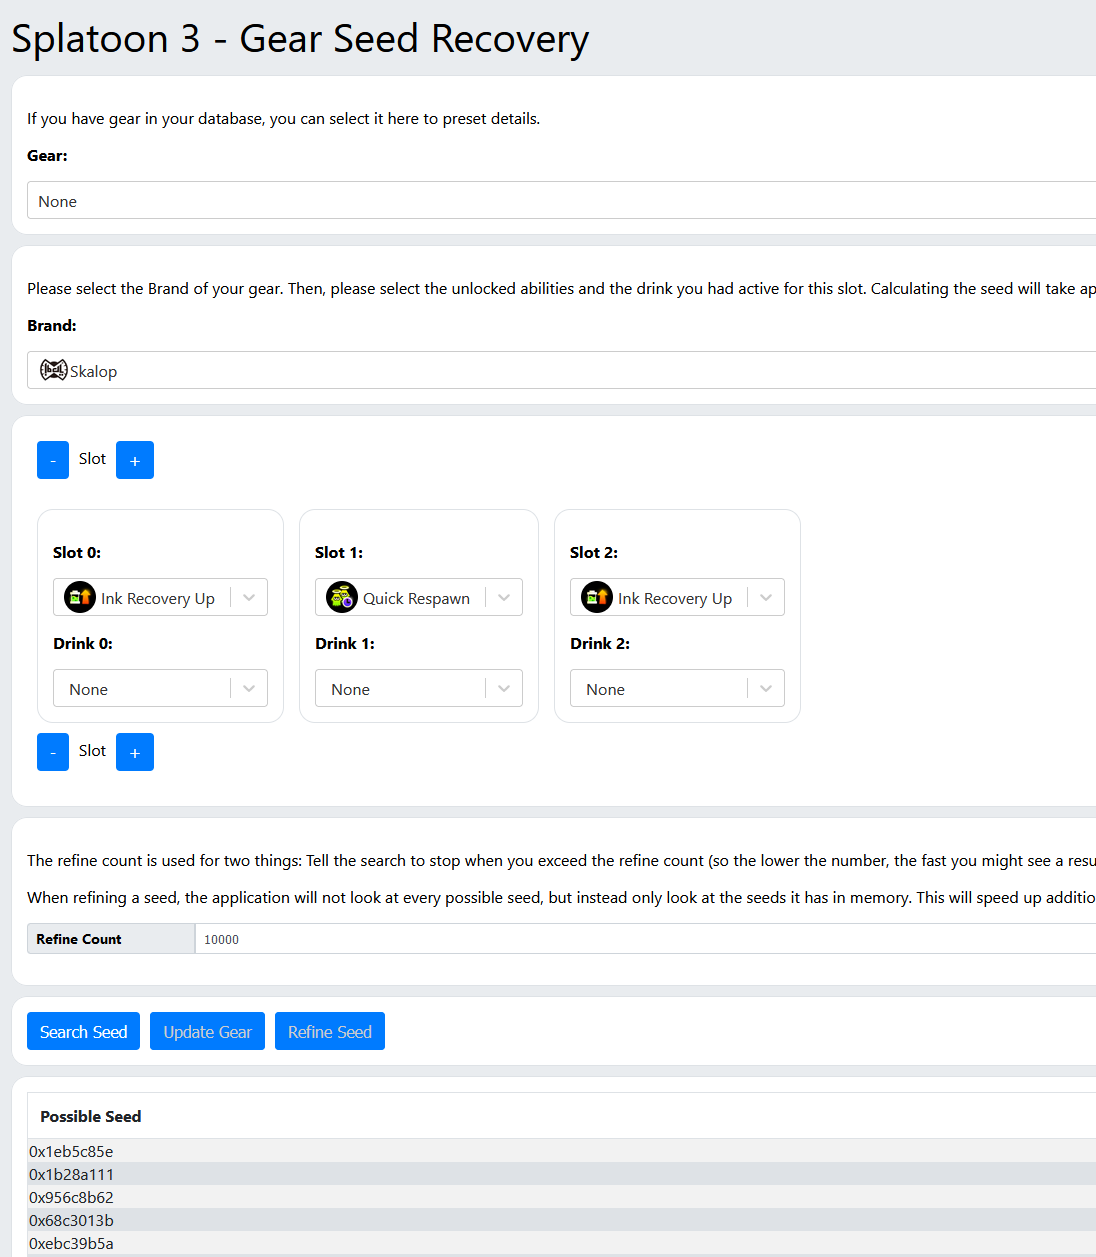 Splatoon 3 - Gear Seed Recovery
If you have gear in your database, you can select it here to preset details.
Gear:
None
Please select the Brand of your gear. Then, please select the unlocked abilities and the drink you had active for this slot. Calculating the seed will take ap
Brand:
Skalop
- Slot +
Slot 0: Slot 1: Slot 2:
Ink Recovery Up Quick Respawn Ink Recovery Up
Drink 0: Drink 1: Drink 2:
None None None
- Slot +
The refine count is used for two things: Tell the search to stop when you exceed the refine count (so the lower the number, the fast you might see a resu
When refining a seed, the application will not look at every possible seed, but instead only look at the seeds it has in memory. This will speed up additio
Refine Count 10000
Search Seed Update Gear Refine Seed
Possible Seed
0x1eb5c85e
0x1b28a111
0x956c8b62
0x68c3013b
0xebc39b5a